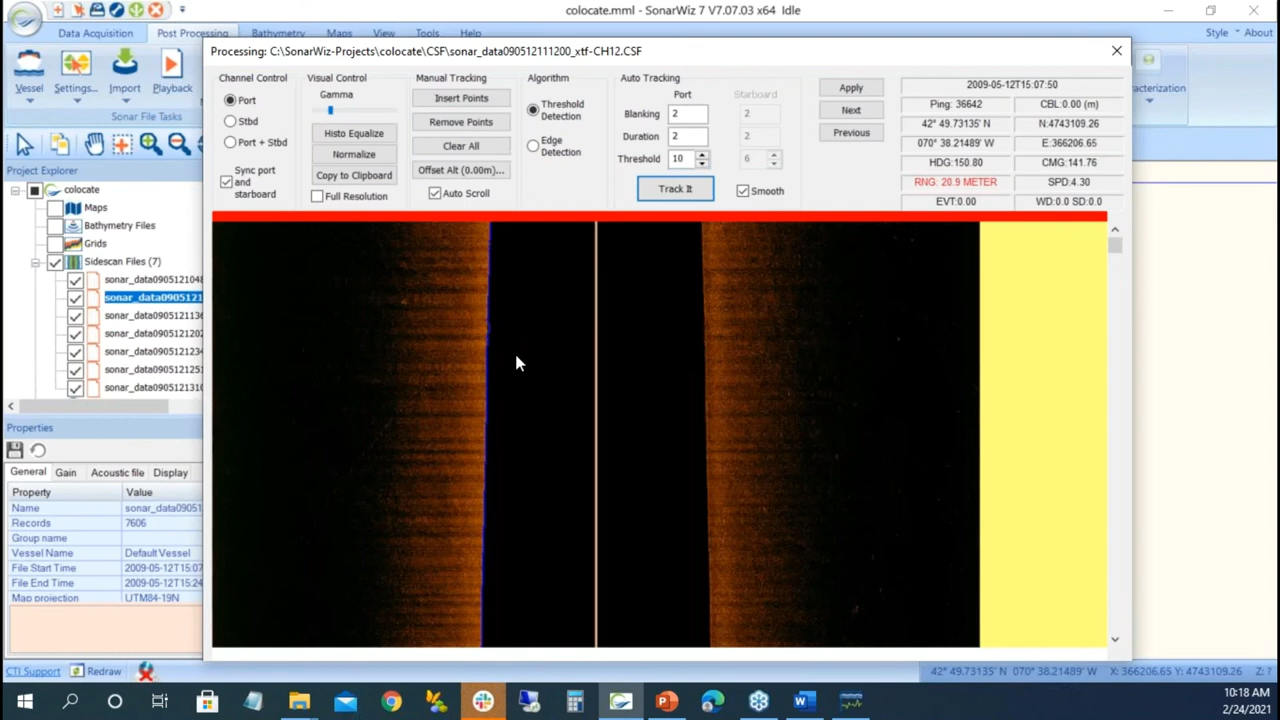 colocate.mml - SonarWiz 7 V7.07.03 x64 Idle
Data Acquisition Post Processing Bathymetry Maps View Tools Help Style About
Vessel Settings... Import Playback
Sonar File Tasks
Project Explorer
colocate
Maps
Bathymetry Files
Grids
Sidescan Files (7)
sonar_data0905121048
sonar_data0905121
sonar_data0905121136
sonar_data0905121202
sonar_data0905121234
sonar_data0905121251
sonar_data0905121310
Properties
General Gain Acoustic file Display
Property Value
Name sonar_data09051
Records 7606
Group name
Vessel Name Default Vessel
File Start Time 2009-05-12T15:07
File End Time 2009-05-12T15:24
Map projection UTM84-19N
CTI Support Redraw
Processing: C:\SonarWiz-Projects\colocate\CSF\sonar_data090512111200_xtf-CH12.CSF
Channel Control
Port
Stbd
Port + Stbd
Sync port
and
starboard
Visual Control
Gamma
Histo Equalize
Normalize
Copy to Clipboard
Full Resolution
Manual Tracking
Insert Points
Remove Points
Clear All
Offset Alt (0.00m)...
Auto Scroll
Algorithm
Threshold
Detection
Edge
Detection
Auto Tracking
Port Starboard
Blanking 2 2
Duration 2 2
Threshold 10 6
Track It Smooth
Apply
Next
Previous
2009-05-12T15:07:50
Ping: 36642 CBL:0.00 (m)
42° 49.73135' N N:4743109.26
070° 38.21489' W E:366206.65
HDG:150.80 CMG:141.76
RNG: 20.9 METER SPD:4.30
EVT:0.00 WD:0.0 SD:0.0
cterization
42° 49.73135' N 070° 38.21489' W X: 366206.65 Y: 4743109.26 Z: ?
10:18 AM
2/24/2021